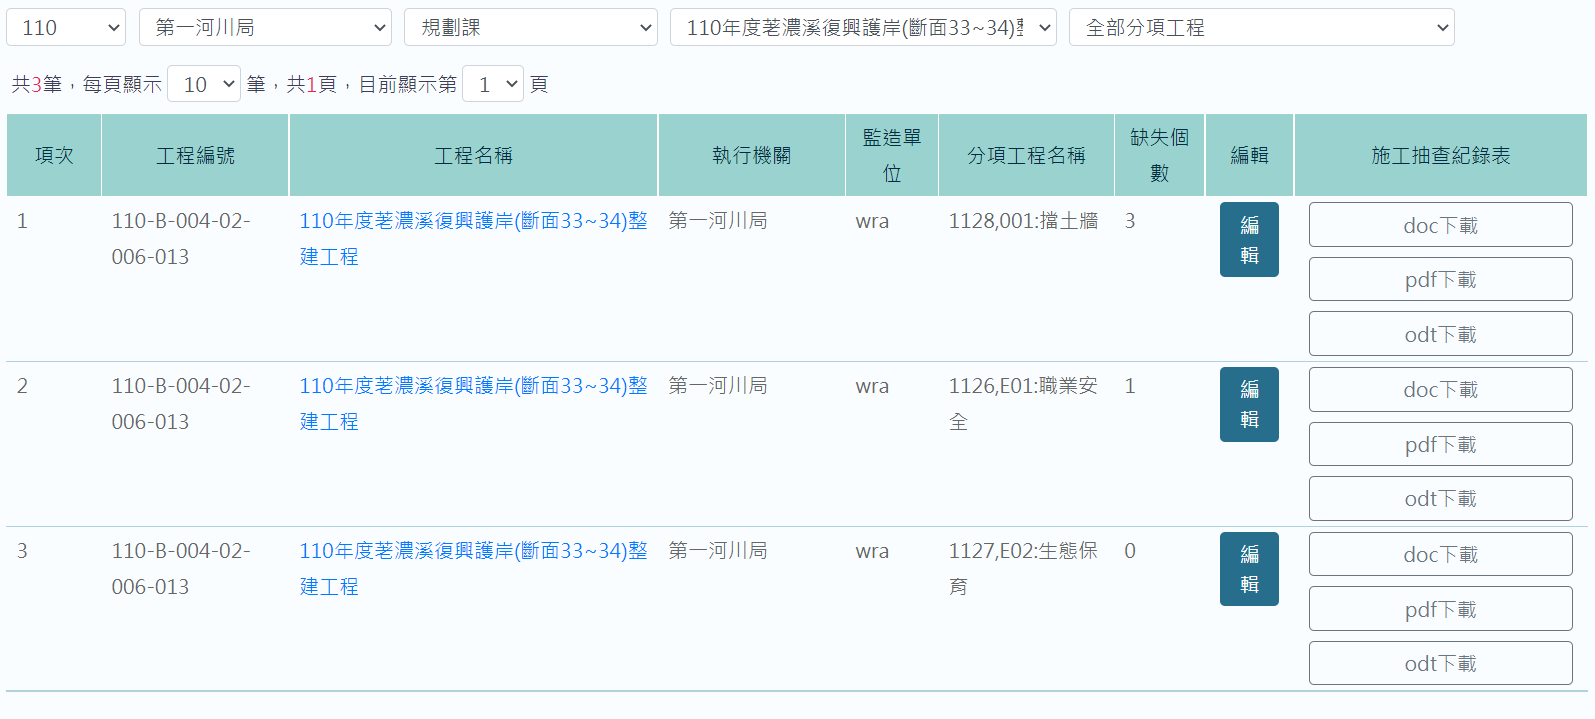 110 第一河川局 規劃課 110年度荖濃溪復興護岸(斷面33~34)整 全部分項工程
共3筆，每頁顯示 10 筆，共1頁，目前顯示第 1 頁
項次 工程編號 工程名稱 執行機關 監造單位 分項工程名稱 缺失個數 編輯 施工抽查紀錄表
1 110-B-004-02- 110年度荖濃溪復興護岸(斷面33~34)整 第一河川局 wra 1128,001:擋土牆 3 編 doc下載
006-013 建工程 輯
pdf下載
odt下載
2 110-B-004-02- 110年度荖濃溪復興護岸(斷面33~34)整 第一河川局 wra 1126,E01:職業安 1 編 doc下載
006-013 建工程 全 輯
pdf下載
odt下載
3 110-B-004-02- 110年度荖濃溪復興護岸(斷面33~34)整 第一河川局 wra 1127,E02:生態保 0 編 doc下載
006-013 建工程 育 輯
pdf下載
odt下載